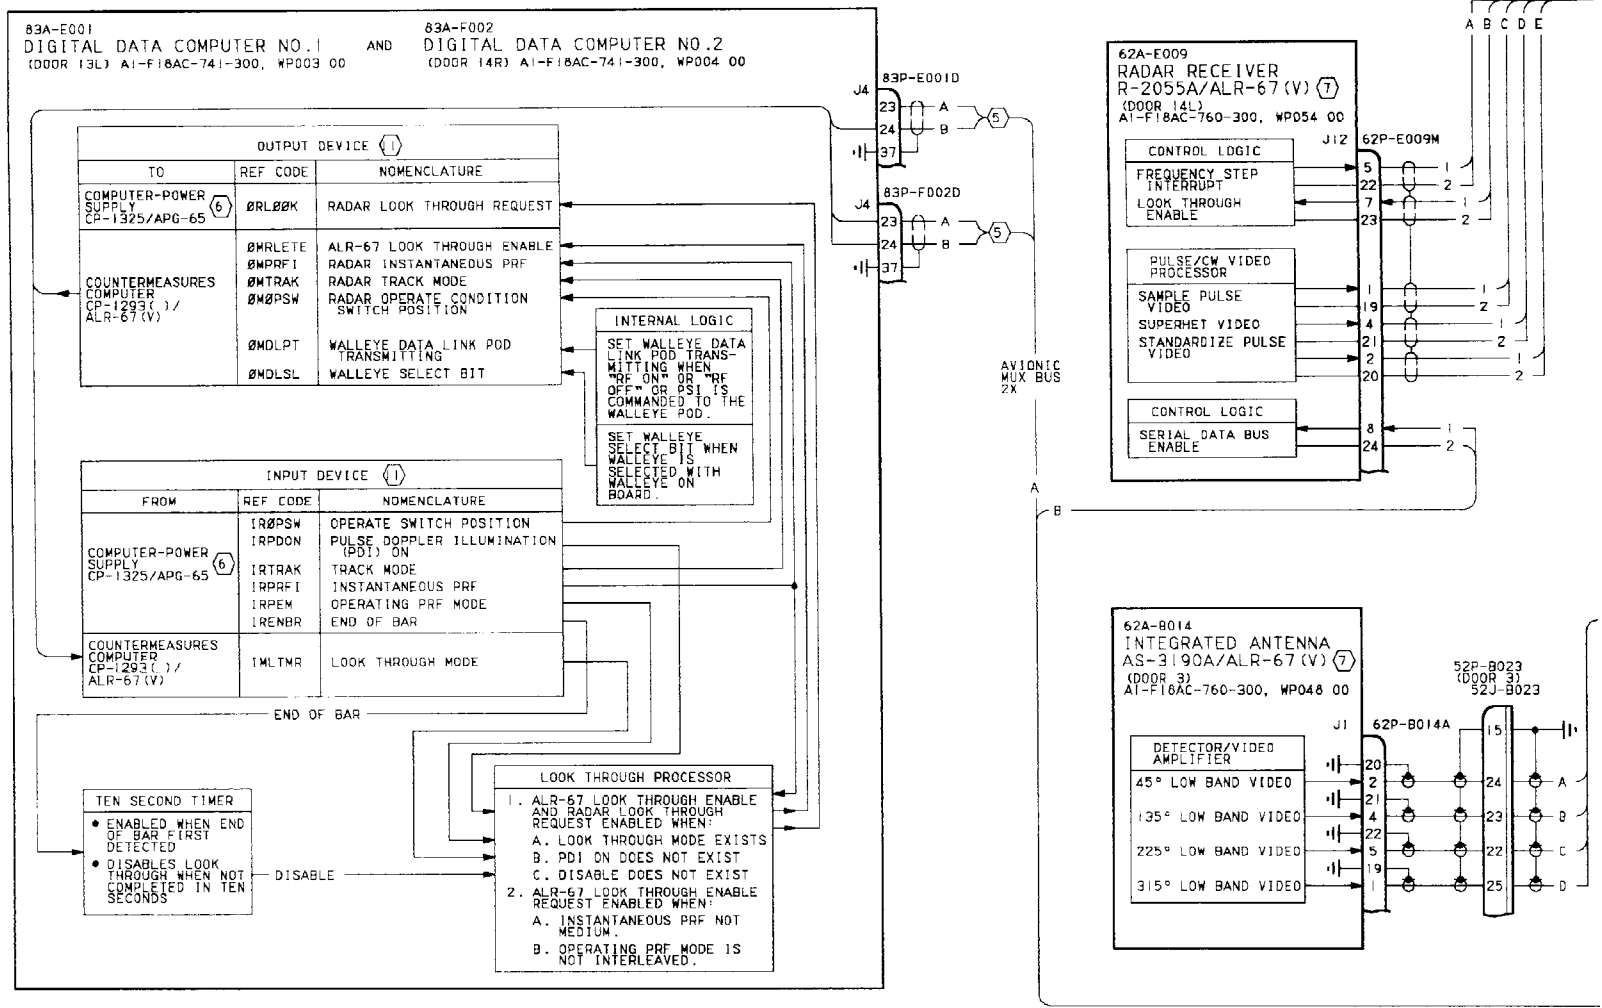 83A-E001
DIGITAL DATA COMPUTER NO.1
(DOOR 13L) A1-F18AC-741-300, WP003 00
AND
83A-F002
DIGITAL DATA COMPUTER NO.2
(DOOR 14R) A1-F18AC-741-300, WP004 00
OUTPUT DEVICE 11
TO
REF CODE
NOMENCLATURE
COMPUTER-POWER
SUPPLY
CP-1325/APG-65
6
ØRLØØK
RADAR LOOK THROUGH REQUEST
COUNTERMEASURES
COMPUTER
CP-1293( )/
ALR-67(V)
ØMRLETE
ALR-67 LOOK THROUGH ENABLE
ØMPRFI
RADAR INSTANTANEOUS PRF
ØMTRAK
RADAR TRACK MODE
ØMØPSW
RADAR OPERATE CONDITION
SWITCH POSITION
ØMDLPT
WALLEYE DATA LINK POD
TRANSMITTING
ØMDLSL
WALLEYE SELECT BIT
INTERNAL LOGIC
SET WALLEYE DATA
LINK POD TRANS-
MITTING WHEN
"RF ON" OR "RF
OFF" OR PSI IS
COMMANDED TO THE
WALLEYE POD.
SET WALLEYE
SELECT BIT WHEN
WALLEYE IS
SELECTED WITH
WALLEYE ON
BOARD.
INPUT DEVICE 11
FROM
REF CODE
NOMENCLATURE
COMPUTER-POWER
SUPPLY
CP-1325/APG-65
6
IRØPSW
OPERATE SWITCH POSITION
IRPDON
PULSE DOPPLER ILLUMINATION
(PDI) ON
IRTRAK
TRACK MODE
IRPRFI
INSTANTANEOUS PRF
IRPEM
OPERATING PRF MODE
IRENBR
END OF BAR
COUNTERMEASURES
COMPUTER
CP-1293( )/
ALR-67(V)
IMLTMR
LOOK THROUGH MODE
END OF BAR
TEN SECOND TIMER
• ENABLED WHEN END
OF BAR FIRST
DETECTED
• DISABLES LOOK
THROUGH WHEN NOT
COMPLETED IN TEN
SECONDS
DISABLE
LOOK THROUGH PROCESSOR
1. ALR-67 LOOK THROUGH ENABLE
AND RADAR LOOK THROUGH
REQUEST ENABLED WHEN:
A. LOOK THROUGH MODE EXISTS
B. PDI ON DOES NOT EXIST
C. DISABLE DOES NOT EXIST
2. ALR-67 LOOK THROUGH ENABLE
REQUEST ENABLED WHEN:
A. INSTANTANEOUS PRF NOT
MEDIUM.
B. OPERATING PRF MODE IS
NOT INTERLEAVED.
83P-E001D
J4
23
A
24
B
37
5
83P-F002D
J4
23
A
24
B
37
5
AVIONIC
MUX BUS
2X
A
B
A B C D E
62A-E009
RADAR RECEIVER
R-2055A/ALR-67(V) 7
(DOOR 14L)
A1-F18AC-760-300, WP054 00
J12
62P-E009M
CONTROL LOGIC
FREQUENCY STEP
INTERRUPT
LOOK THROUGH
ENABLE
5
1
22
2
7
1
23
2
PULSE/CW VIDEO
PROCESSOR
SAMPLE PULSE
VIDEO
SUPERHET VIDEO
STANDARDIZE PULSE
VIDEO
1
1
19
2
4
1
21
2
2
1
20
2
CONTROL LOGIC
SERIAL DATA BUS
ENABLE
8
1
24
2
62A-B014
INTEGRATED ANTENNA
AS-3190A/ALR-67(V) 7
(DOOR 3)
A1-F18AC-760-300, WP048 00
J1
62P-B014A
52P-B023
(DOOR 3)
52J-B023
DETECTOR/VIDEO
AMPLIFIER
15
20
45° LOW BAND VIDEO
2
24
A
21
135° LOW BAND VIDEO
4
23
B
22
225° LOW BAND VIDEO
5
22
C
19
315° LOW BAND VIDEO
1
25
D